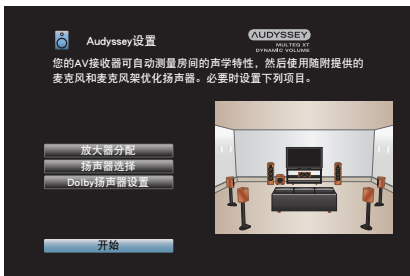 Audyssey设置
AUDYSSEY
MULTEQ XT
DYNAMIC VOLUME
您的AV接收器可自动测量房间的声学特性，然后使用随附提供的
麦克风和麦克风架优化扬声器。必要时设置下列项目。
放大器分配
扬声器选择
Dolby扬声器设置
开始